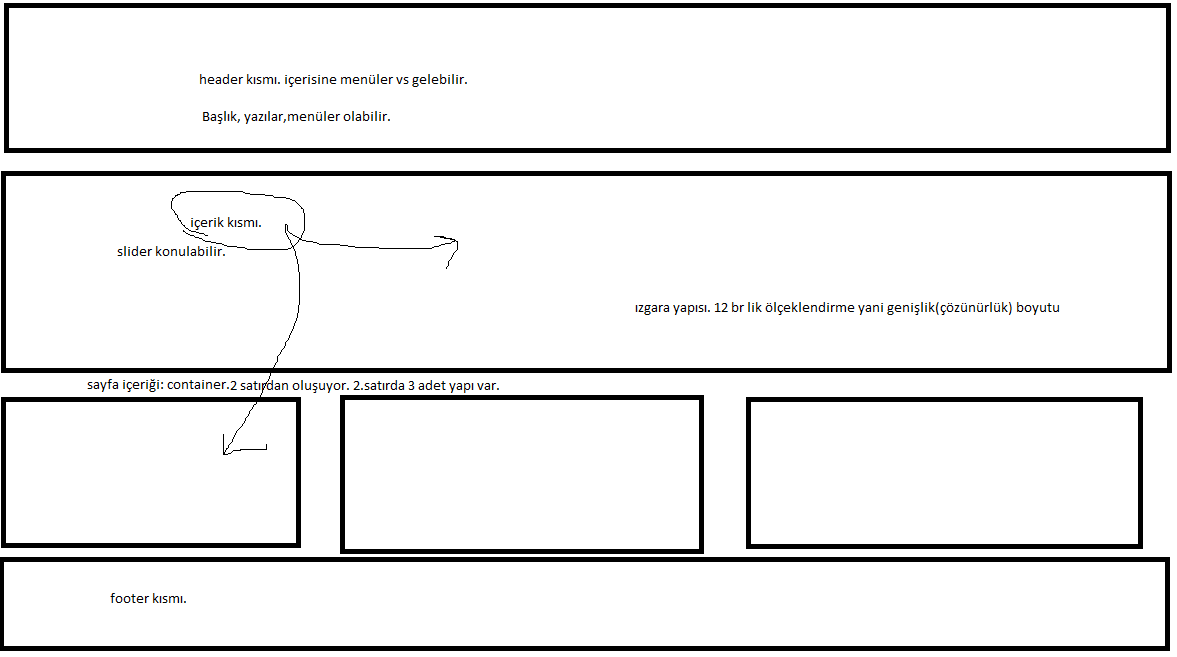 header kısmı. içerisine menüler vs gelebilir.
Başlık, yazılar,menüler olabilir.
içerik kısmı.
slider konulabilir.
ızgara yapısı. 12 br lik ölçeklendirme yani genişlik(çözünürlük) boyutu
sayfa içeriği: container.2 satırdan oluşuyor. 2.satırda 3 adet yapı var.
footer kısmı.